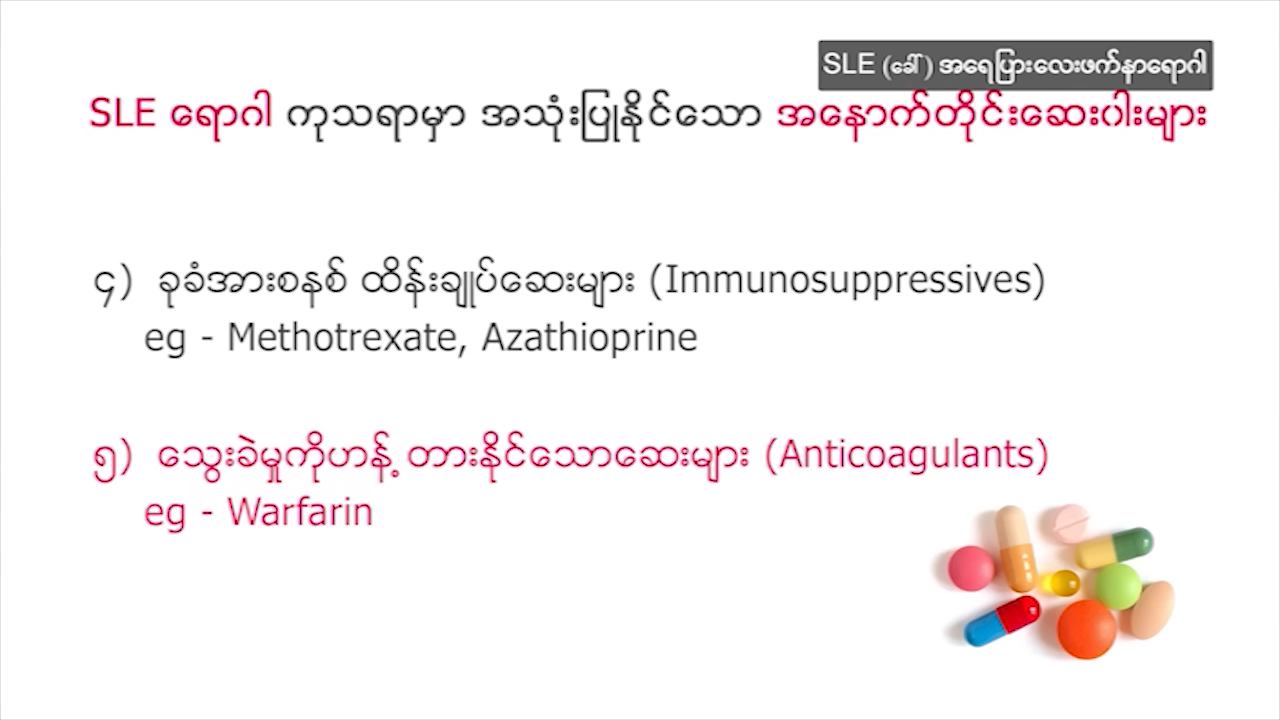 SLE (ခေါ်) အရေပြားလေးဖက်နာရောဂါ
SLE ရောဂါ ကုသရာမှာ အသုံးပြုနိုင်သော အနောက်တိုင်းဆေးဝါးများ
၄) ခုခံအားစနစ် ထိန်းချုပ်ဆေးများ (Immunosuppressives)
eg - Methotrexate, Azathioprine
၅) သွေးခဲမှုကိုဟန့် တားနိုင်သောဆေးများ (Anticoagulants)
eg - Warfarin